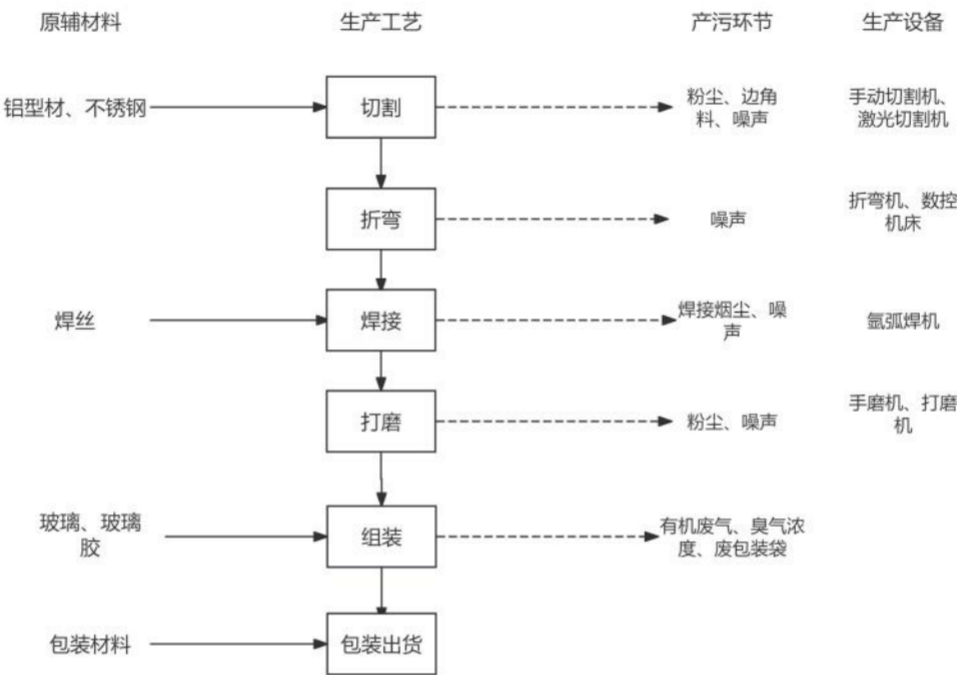 原辅材料 生产工艺 产污环节 生产设备
铝型材、不锈钢 切割 粉尘、边角 手动切割机、
料、噪声 激光切割机
折弯 噪声 折弯机、数控
机床
焊丝 焊接 焊接烟尘、噪 氩弧焊机
声
打磨 粉尘、噪声 手磨机、打磨
机
玻璃、玻璃 组装 有机废气、臭气浓
胶 度、废包装袋
包装材料 包装出货